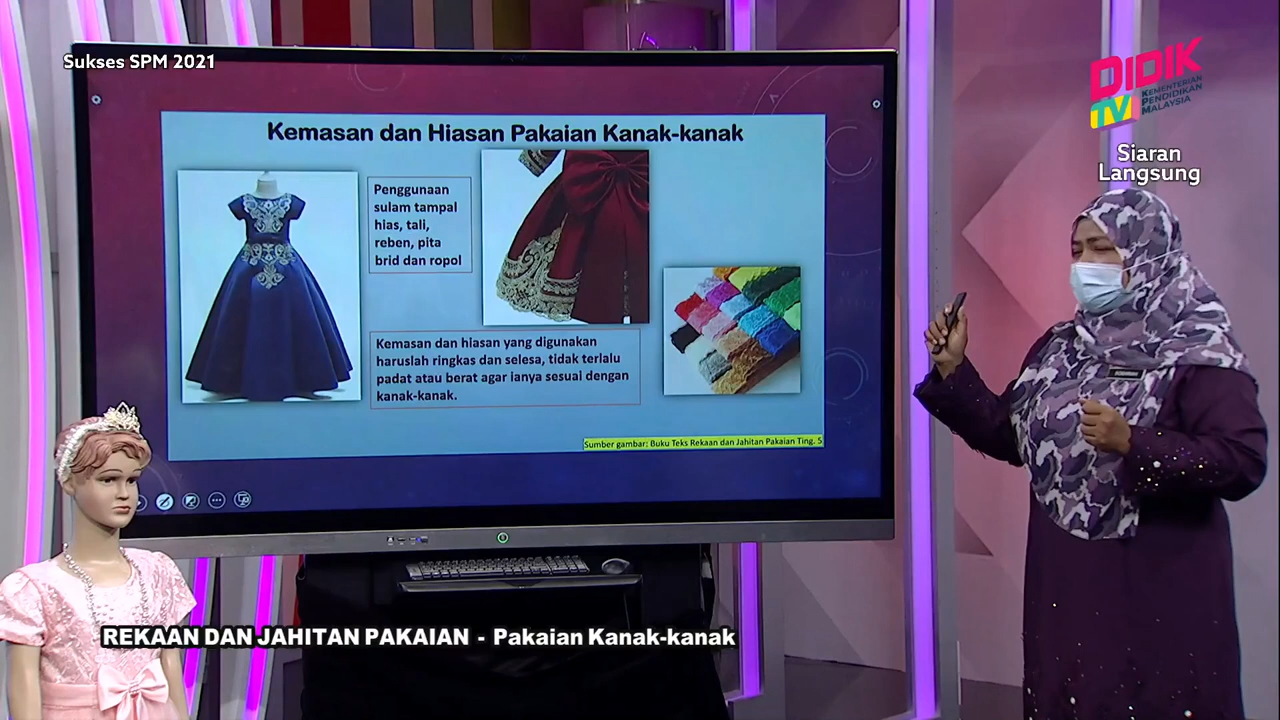 Sukses SPM 2021
DIDIK
TV
KEMENTERIAN
PENDIDIKAN
MALAYSIA
Siaran
Langsung
Kemasan dan Hiasan Pakaian Kanak-kanak
Penggunaan
sulam tampal
hias, tali,
reben, pita
brid dan ropol
Kemasan dan hiasan yang digunakan
haruslah ringkas dan selesa, tidak terlalu
padat atau berat agar ianya sesuai dengan
kanak-kanak.
Sumber gambar: Buku Teks Rekaan dan Jahitan Pakaian Ting. 5
REKAAN DAN JAHITAN PAKAIAN - Pakaian Kanak-kanak